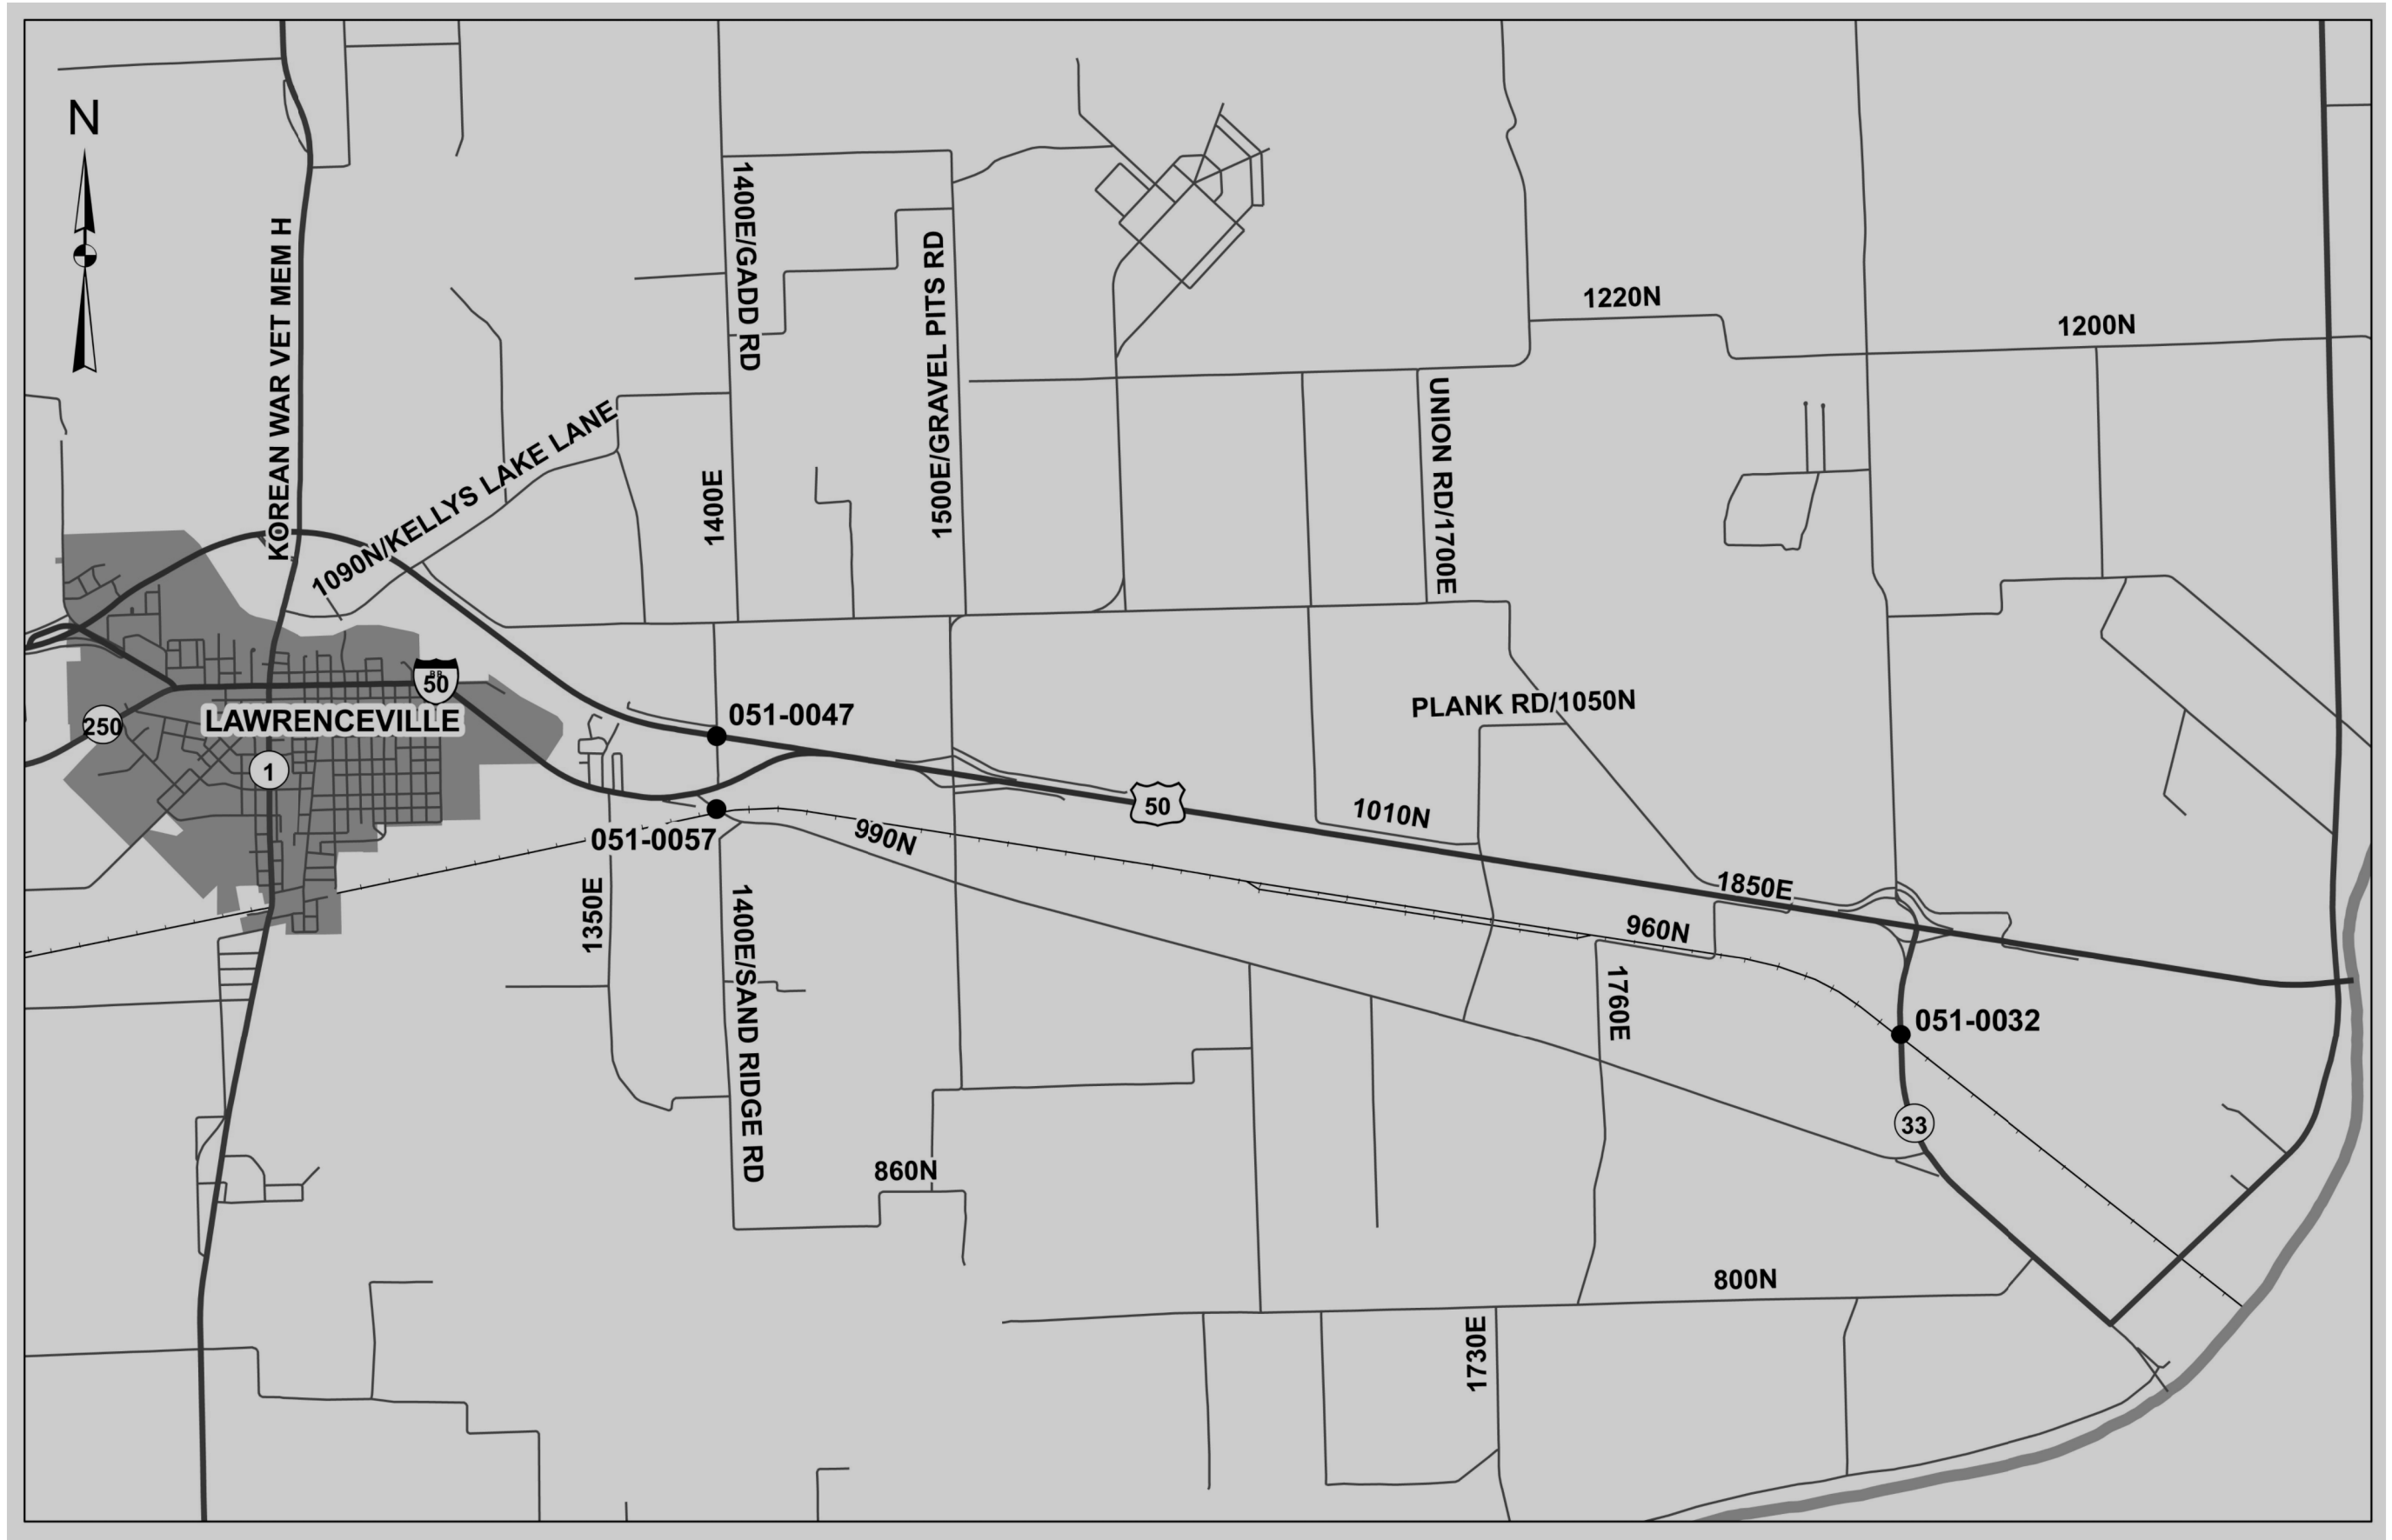 N
KOREAN WAR VET MEM H
1400E/GADD RD
1500E/GRAVEL PITS RD
1220N
1200N
1090N/KELLYS LAKE LANE
1400E
UNION RD/1700E
BB
50
250
LAWRENCEVILLE
1
051-0047
PLANK RD/1050N
50
1010N
051-0057
990N
1350E
1400E/SAND RIDGE RD
1850E
960N
1760E
051-0032
33
860N
800N
1730E